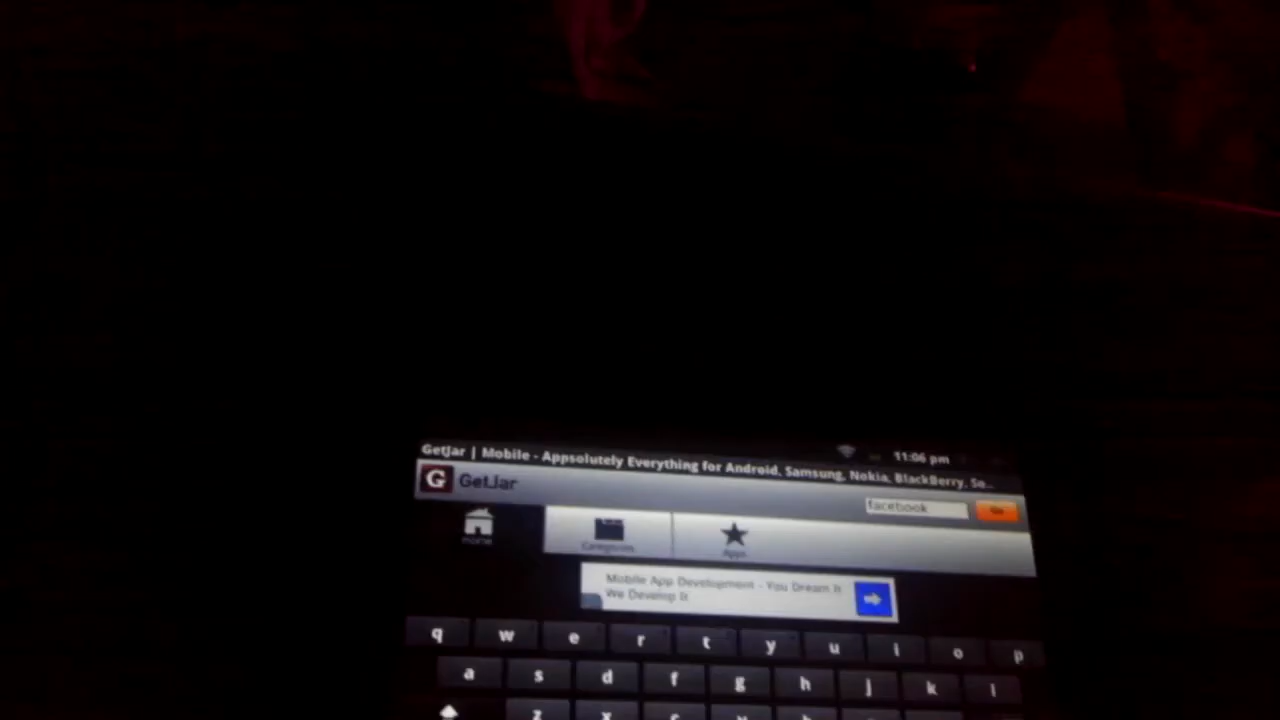 GetJar | Mobile - Appsolutely Everything for Android, Samsung, Nokia, BlackBerry, So...
11:06 pm
G GetJar
facebook
Go
Home
Categories
Apps
Mobile App Development - You Dream It
We Develop It
q w e r t y u i o p
a s d f g h j k l
z x c v b